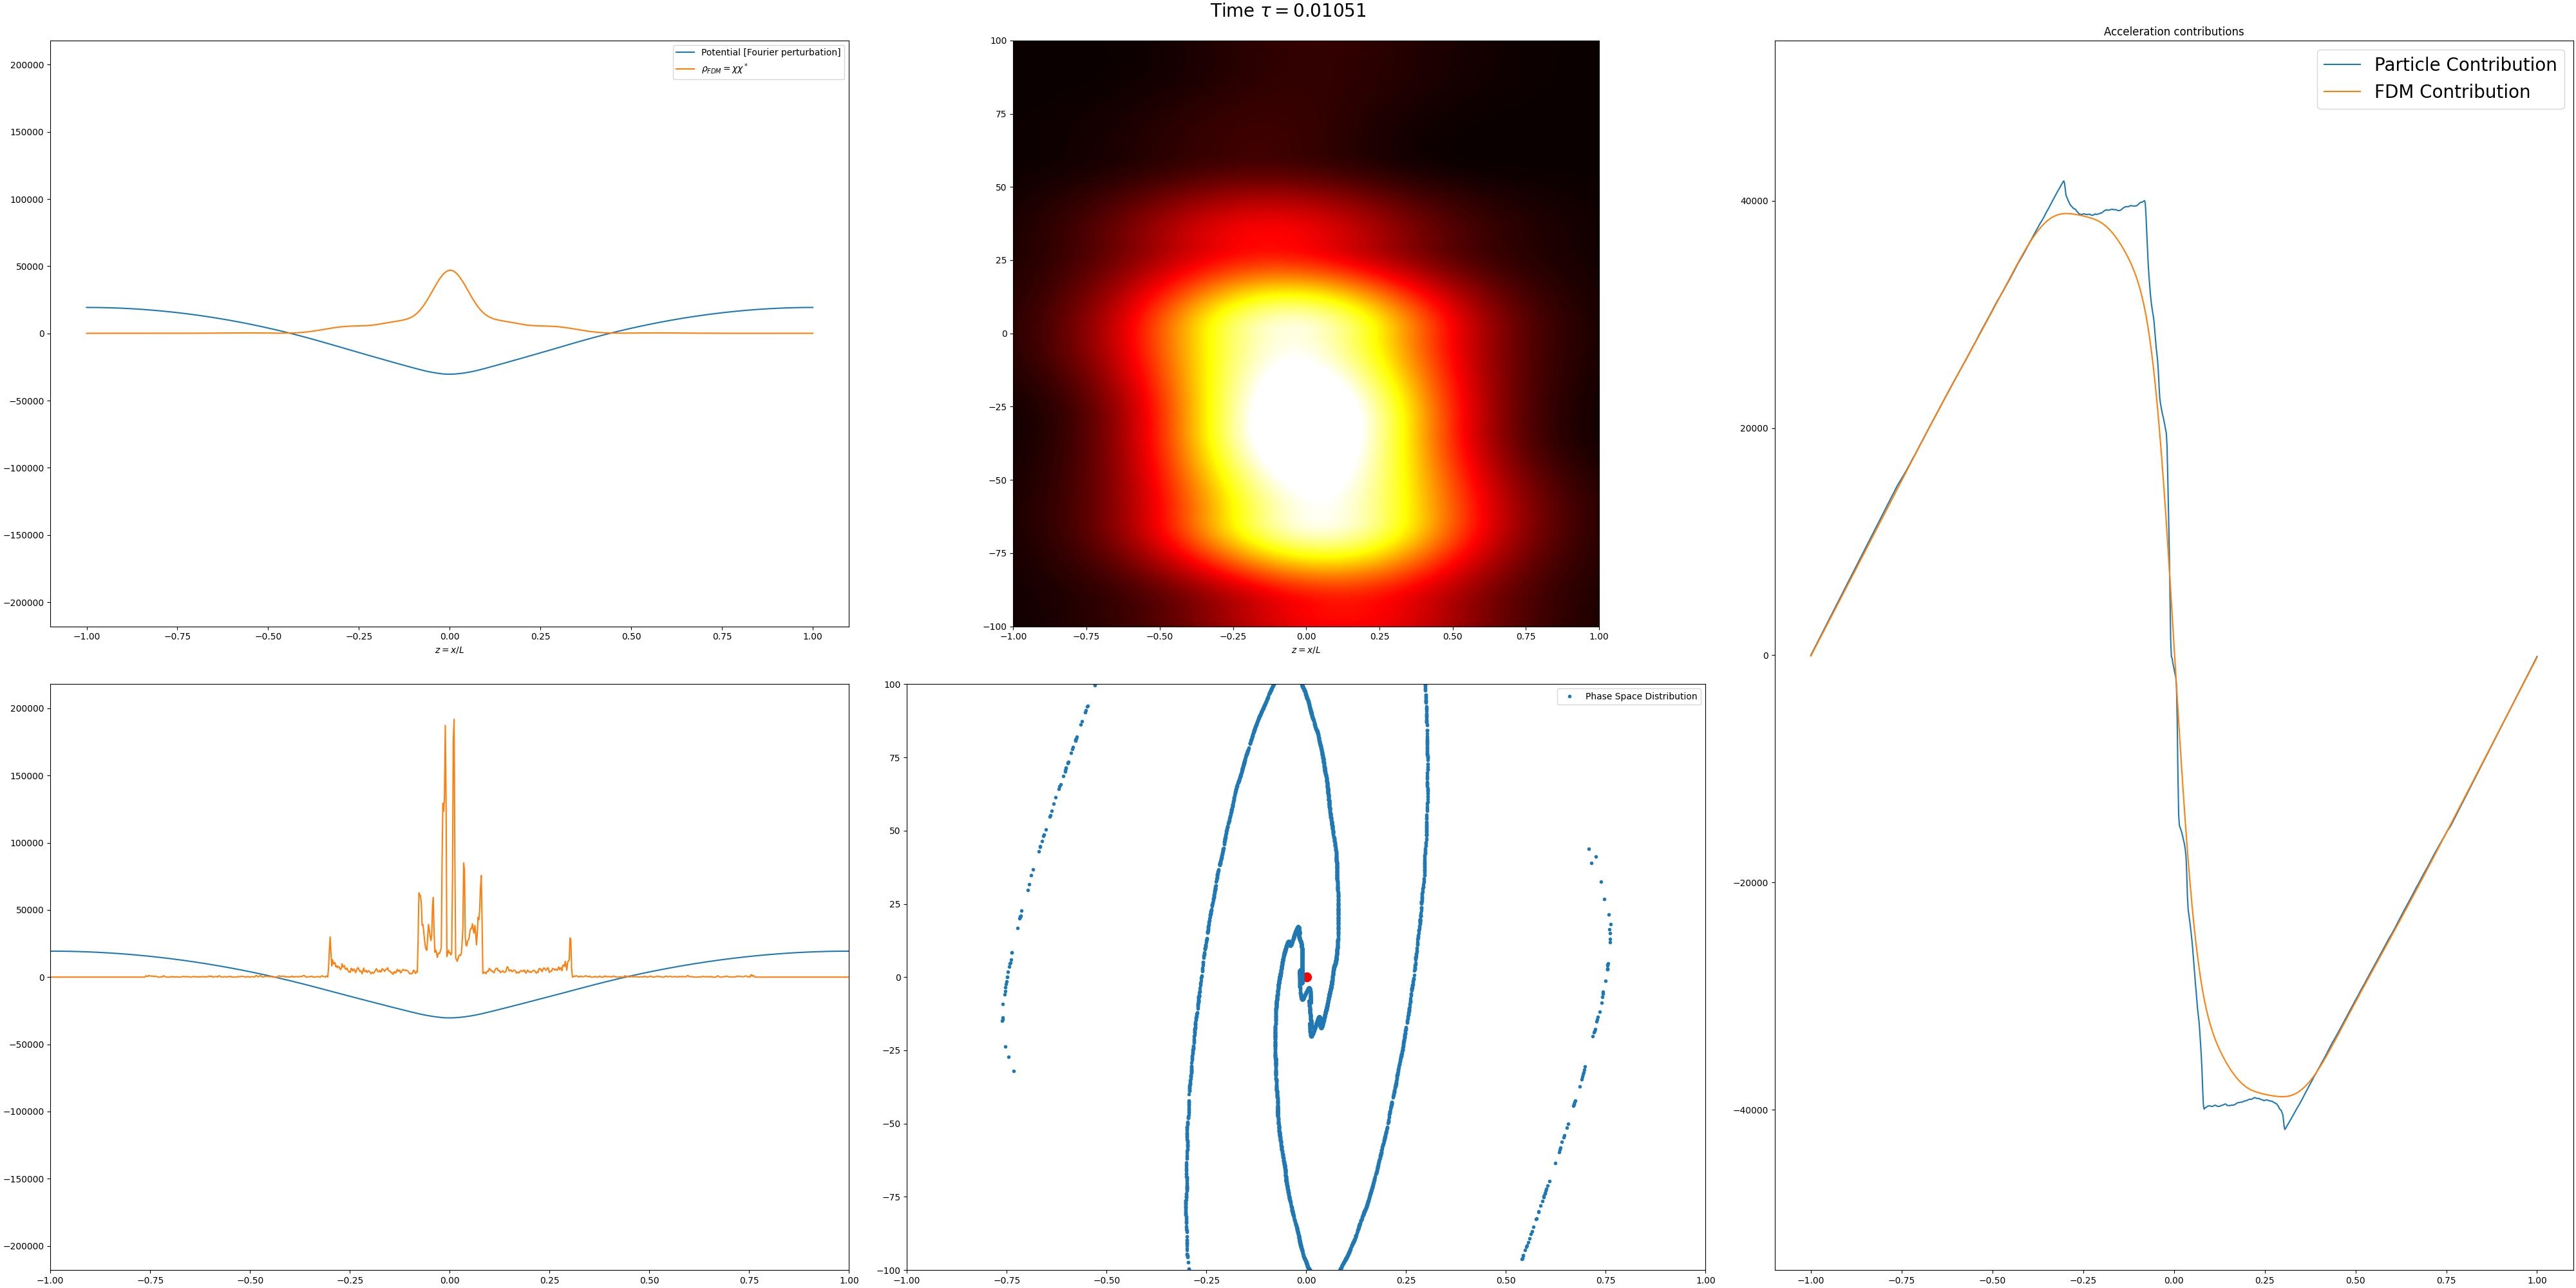 Time τ = 0.01051
Potential [Fourier perturbation]
ρ_FDM = χχ*
200000
150000
100000
50000
0
−50000
−100000
−150000
−200000
−1.00 −0.75 −0.50 −0.25 0.00 0.25 0.50 0.75 1.00
z = x/L
100
75
50
25
0
−25
−50
−75
−100
−1.00 −0.75 −0.50 −0.25 0.00 0.25 0.50 0.75 1.00
z = x/L
Acceleration contributions
Particle Contribution
FDM Contribution
40000
20000
0
−20000
−40000
−1.00 −0.75 −0.50 −0.25 0.00 0.25 0.50 0.75 1.00
200000
150000
100000
50000
0
−50000
−100000
−150000
−200000
−1.00 −0.75 −0.50 −0.25 0.00 0.25 0.50 0.75 1.00
Phase Space Distribution
100
75
50
25
0
−25
−50
−75
−100
−1.00 −0.75 −0.50 −0.25 0.00 0.25 0.50 0.75 1.00